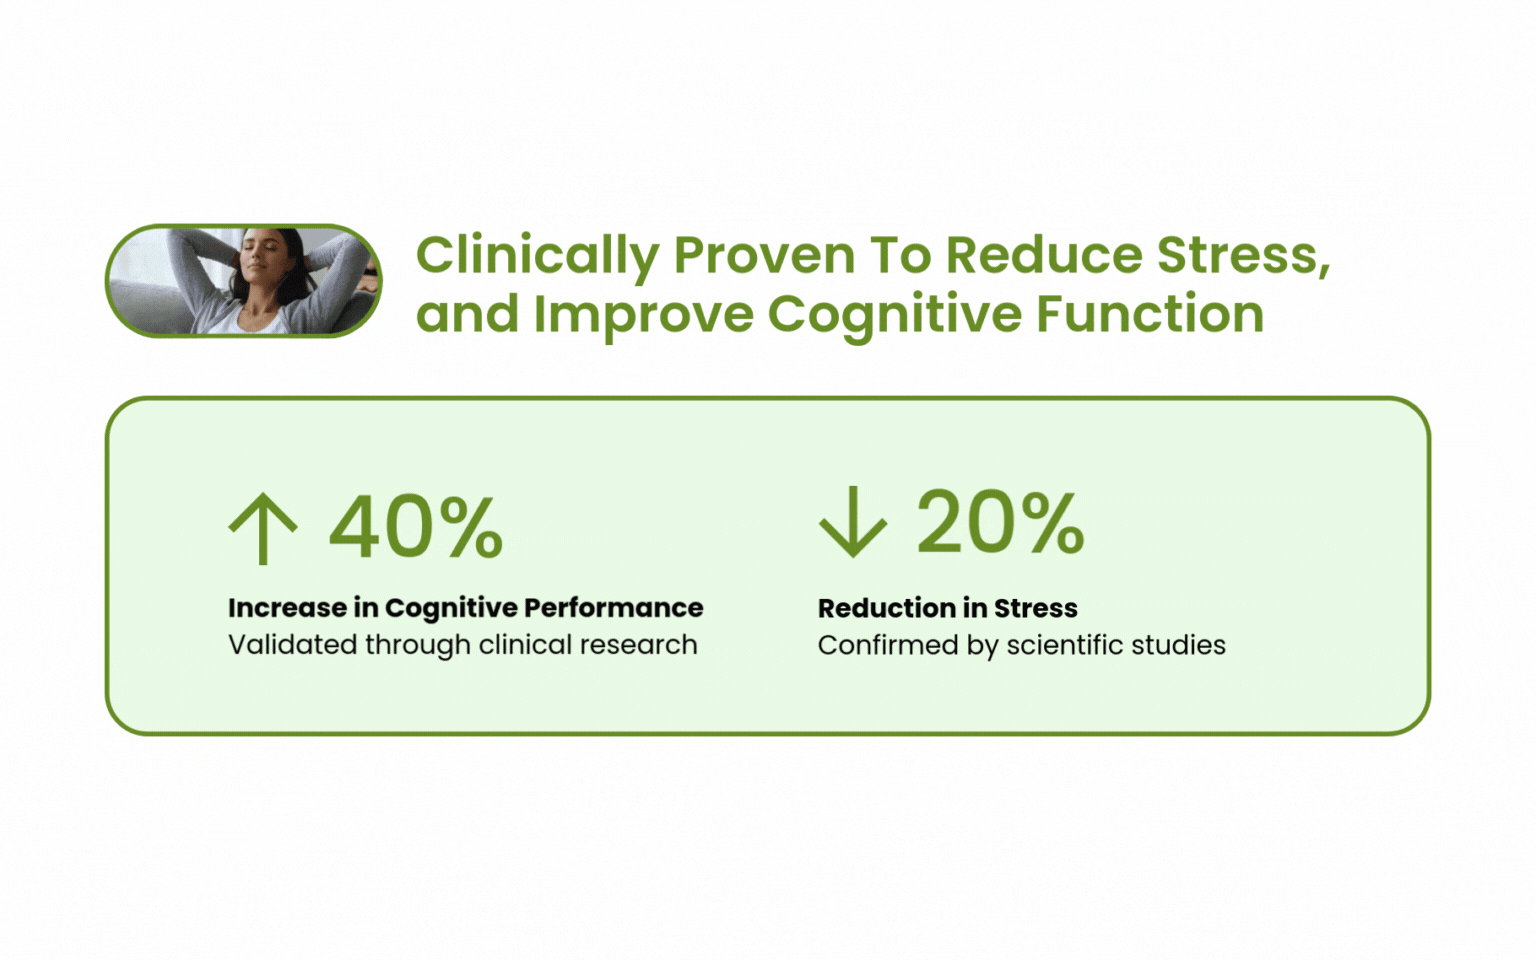 Clinically Proven To Reduce Stress,
and Improve Cognitive Function
40%
Increase in Cognitive Performance
Validated through clinical research
20%
Reduction in Stress
Confirmed by scientific studies